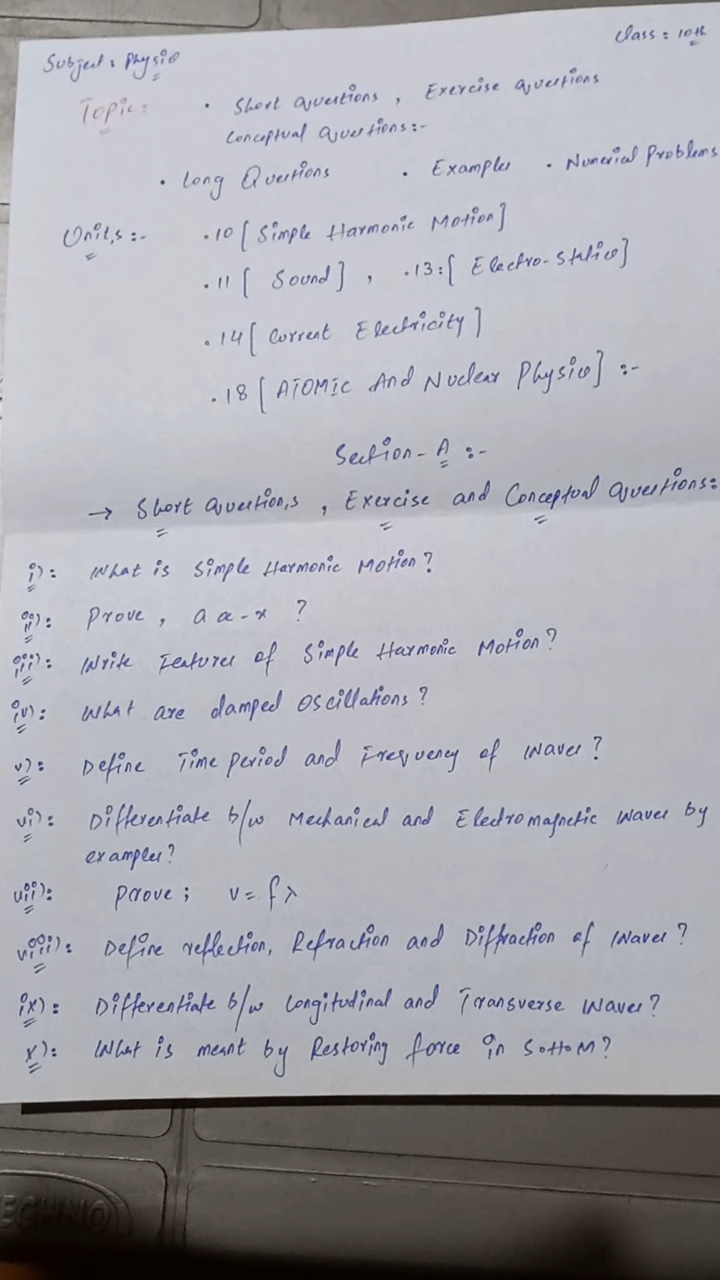 Class: 10th
Subject: Physics
Topic:
• Short Questions, Exercise Questions
Conceptual Questions:-
• Long Questions • Examples • Numerical Problems
Units:- .10 [Simple Harmonic Motion]
.11 [Sound], .13:[Electro-Statics]
.14 [Current Electricity]
.18 [ATOMIC And Nuclear Physics] :-
Section-A :-
→ Short Questions, Exercise and Conceptual Questions:
i): What is Simple Harmonic Motion?
ii): Prove, a α -x ?
iii): Write Features of Simple Harmonic Motion?
iv): What are damped Oscillations?
v): Define Time Period and Frequency of Waves?
vi): Differentiate b/w Mechanical and Electromagnetic Waves by
examples?
vii): Prove; v = fλ
viii): Define reflection, Refraction and Diffraction of Waves?
ix): Differentiate b/w Longitudinal and Transverse Waves?
x): What is meant by Restoring force in S.H.M?
ECHNO